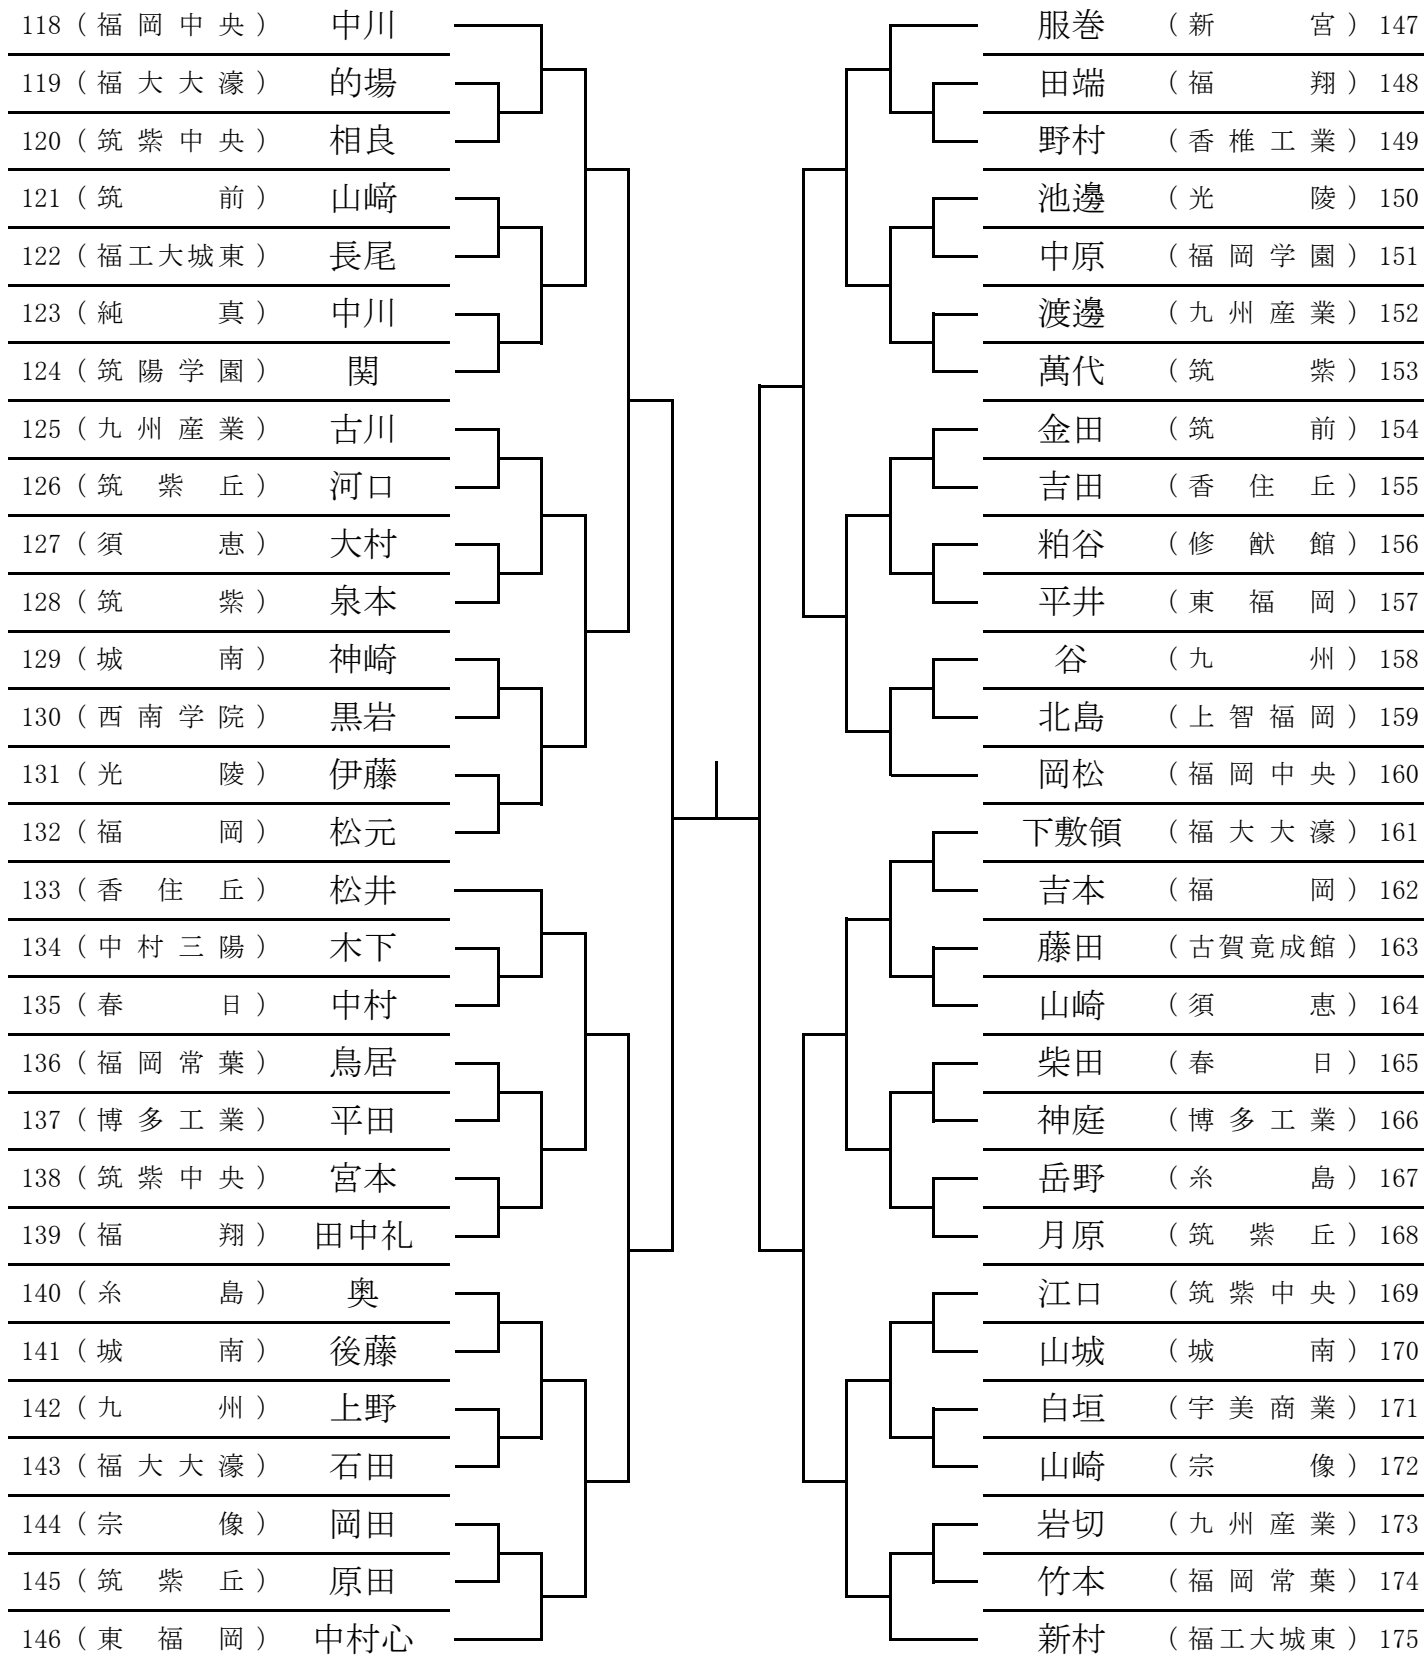 118（福岡中央） 中川
119（福大大濠） 的場
120（筑紫中央） 相良
121（筑前） 山﨑
122（福工大城東） 長尾
123（純真） 中川
124（筑陽学園） 関
125（九州産業） 古川
126（筑紫丘） 河口
127（須恵） 大村
128（筑紫） 泉本
129（城南） 神崎
130（西南学院） 黒岩
131（光陵） 伊藤
132（福岡） 松元
133（香住丘） 松井
134（中村三陽） 木下
135（春日） 中村
136（福岡常葉） 鳥居
137（博多工業） 平田
138（筑紫中央） 宮本
139（福翔） 田中礼
140（糸島） 奥
141（城南） 後藤
142（九州） 上野
143（福大大濠） 石田
144（宗像） 岡田
145（筑紫丘） 原田
146（東福岡） 中村心
服巻 （新宮）147
田端 （福翔）148
野村 （香椎工業）149
池邊 （光陵）150
中原 （福岡学園）151
渡邊 （九州産業）152
萬代 （筑紫）153
金田 （筑前）154
吉田 （香住丘）155
粕谷 （修猷館）156
平井 （東福岡）157
谷 （九州）158
北島 （上智福岡）159
岡松 （福岡中央）160
下敷領 （福大大濠）161
吉本 （福岡）162
藤田 （古賀竟成館）163
山崎 （須恵）164
柴田 （春日）165
神庭 （博多工業）166
岳野 （糸島）167
月原 （筑紫丘）168
江口 （筑紫中央）169
山城 （城南）170
白垣 （宇美商業）171
山崎 （宗像）172
岩切 （九州産業）173
竹本 （福岡常葉）174
新村 （福工大城東）175